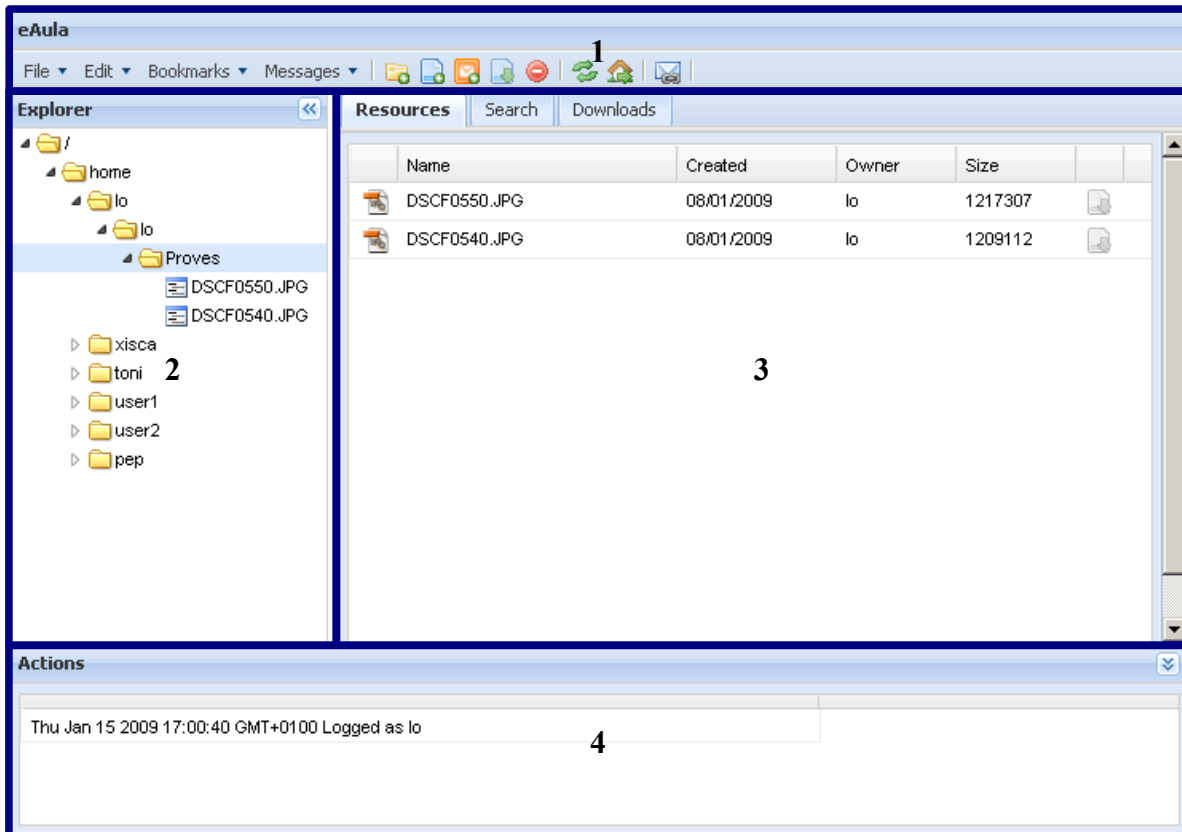 eAula
1
File Edit Bookmarks Messages
Explorer
/
home
lo
lo
Proves
DSCF0550.JPG
DSCF0540.JPG
xisca
toni
2
user1
user2
pep
Resources Search Downloads
Name Created Owner Size
DSCF0550.JPG 08/01/2009 lo 1217307
DSCF0540.JPG 08/01/2009 lo 1209112
3
Actions
Thu Jan 15 2009 17:00:40 GMT+0100 Logged as lo
4